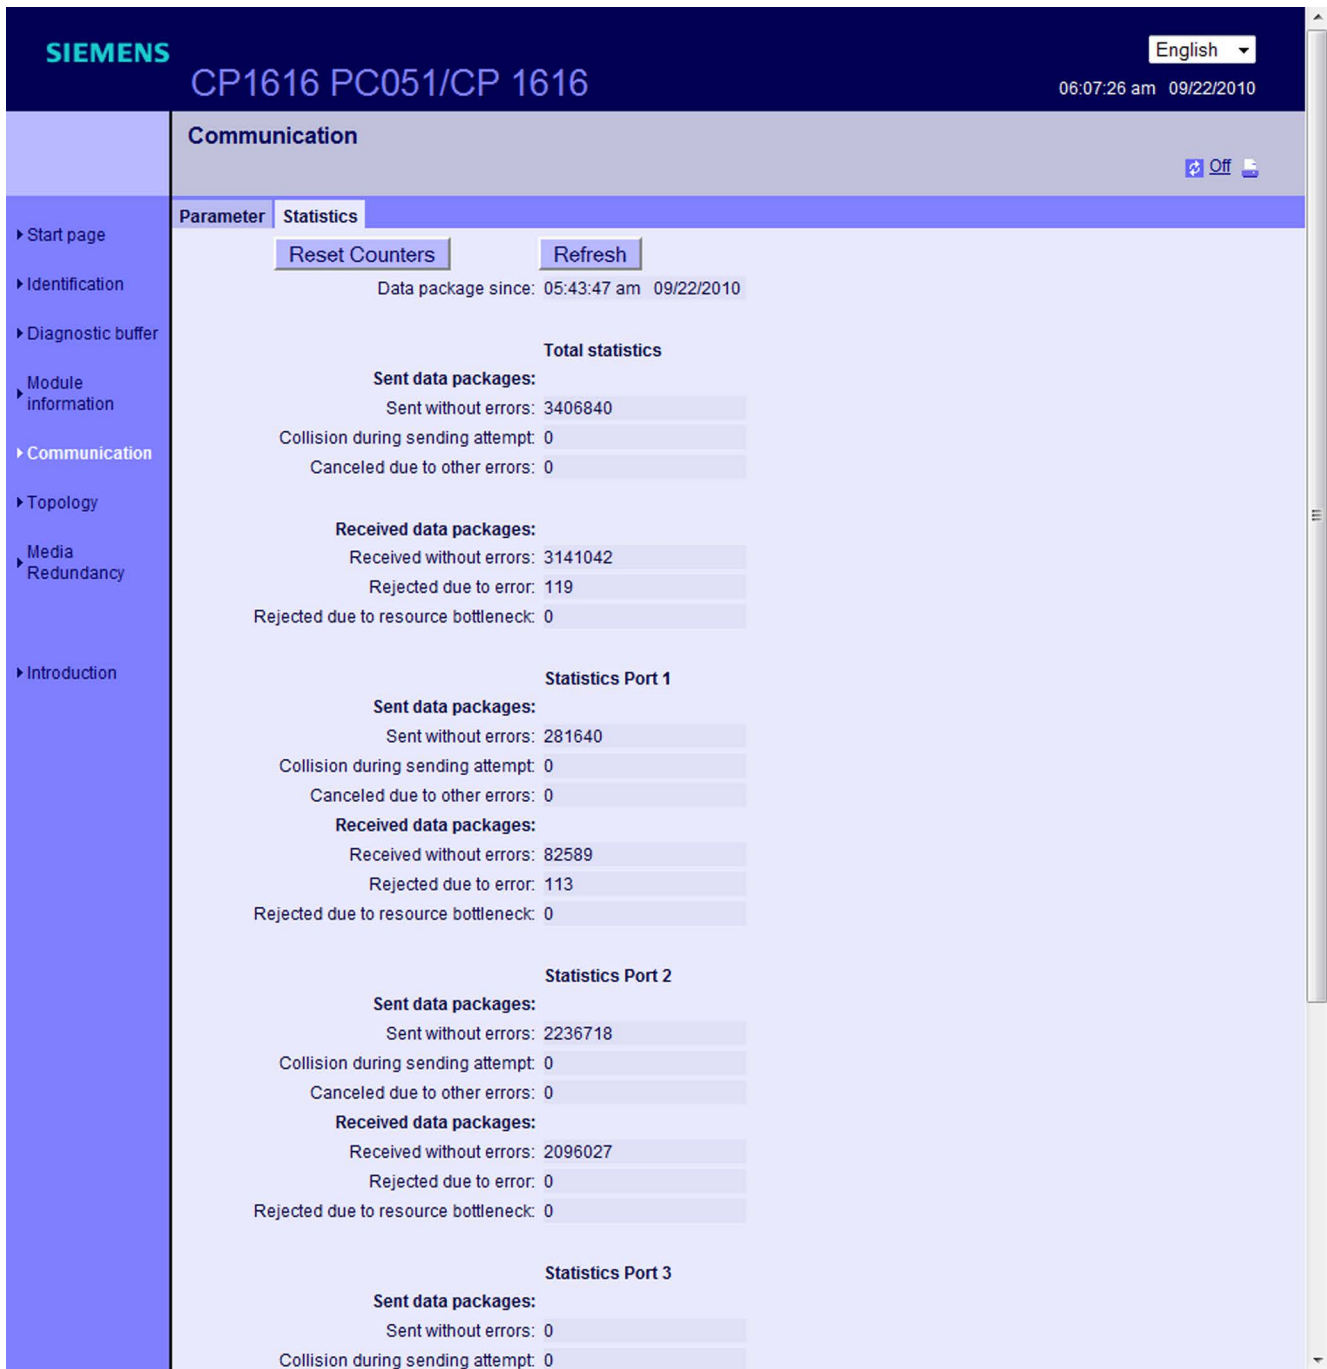 SIEMENS
CP1616 PC051/CP 1616
English
06:07:26 am 09/22/2010
Communication
Off
Parameter Statistics
Start page
Identification
Diagnostic buffer
Module
information
Communication
Topology
Media
Redundancy
Introduction
Reset Counters Refresh
Data package since: 05:43:47 am 09/22/2010
Total statistics
Sent data packages:
Sent without errors: 3406840
Collision during sending attempt: 0
Canceled due to other errors: 0
Received data packages:
Received without errors: 3141042
Rejected due to error: 119
Rejected due to resource bottleneck: 0
Statistics Port 1
Sent data packages:
Sent without errors: 281640
Collision during sending attempt: 0
Canceled due to other errors: 0
Received data packages:
Received without errors: 82589
Rejected due to error: 113
Rejected due to resource bottleneck: 0
Statistics Port 2
Sent data packages:
Sent without errors: 2236718
Collision during sending attempt: 0
Canceled due to other errors: 0
Received data packages:
Received without errors: 2096027
Rejected due to error: 0
Rejected due to resource bottleneck: 0
Statistics Port 3
Sent data packages:
Sent without errors: 0
Collision during sending attempt: 0